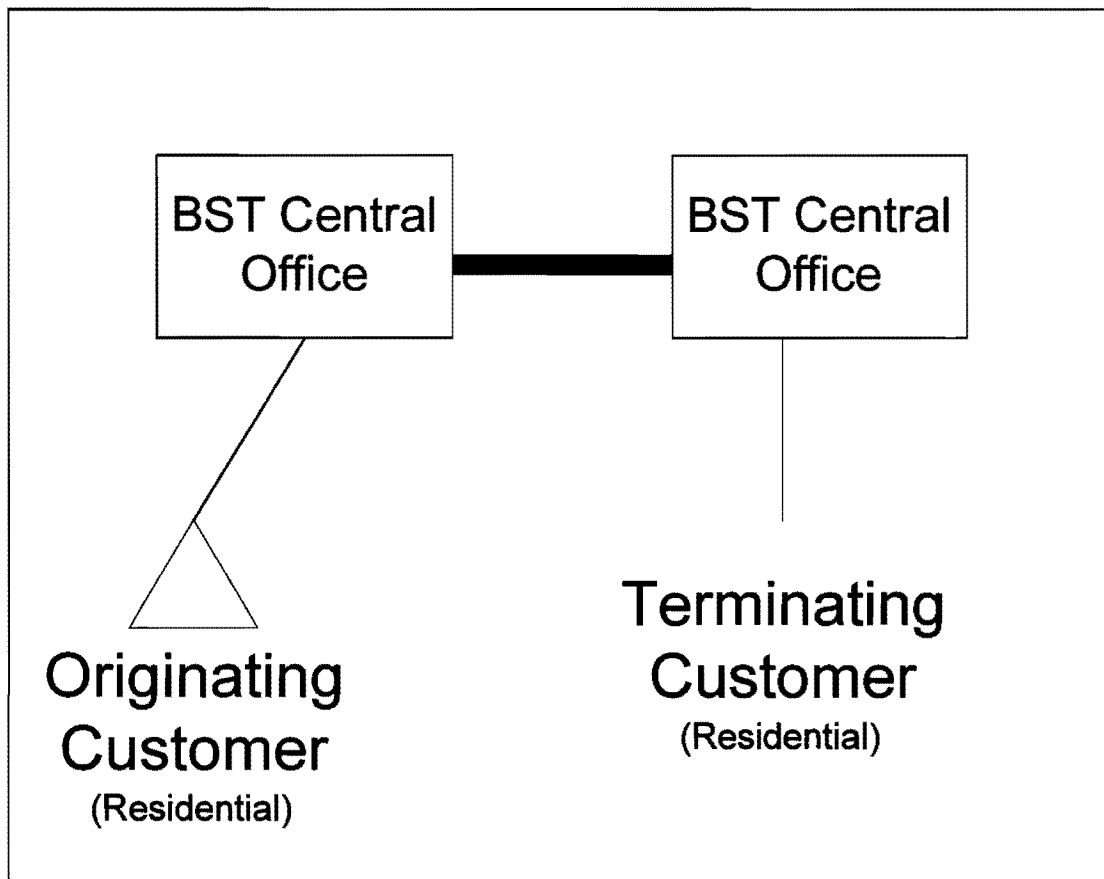 BST Central
Office
BST Central
Office
Originating
Customer
(Residential)
Terminating
Customer
(Residential)